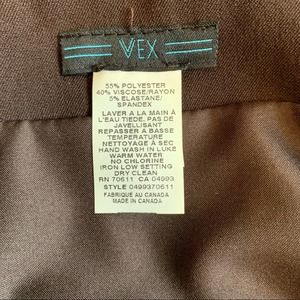 VEX
55% POLYESTER
40% VISCOSE/RAYON
5% ELASTANE/
SPANDEX
LAVER A LA MAIN À
L'EAU TIEDE. PAS DE
JAVELLISANT
REPASSER A BASSE
TEMPERATURE
NETTOYAGE A SEC
HAND WASH IN LUKE
WARM WATER
NO CHLORINE
IRON LOW SETTING
DRY CLEAN
RN 70611 CA 04993
STYLE 0499370611
FABRIQUÉ AU CANADA
MADE IN CANADA